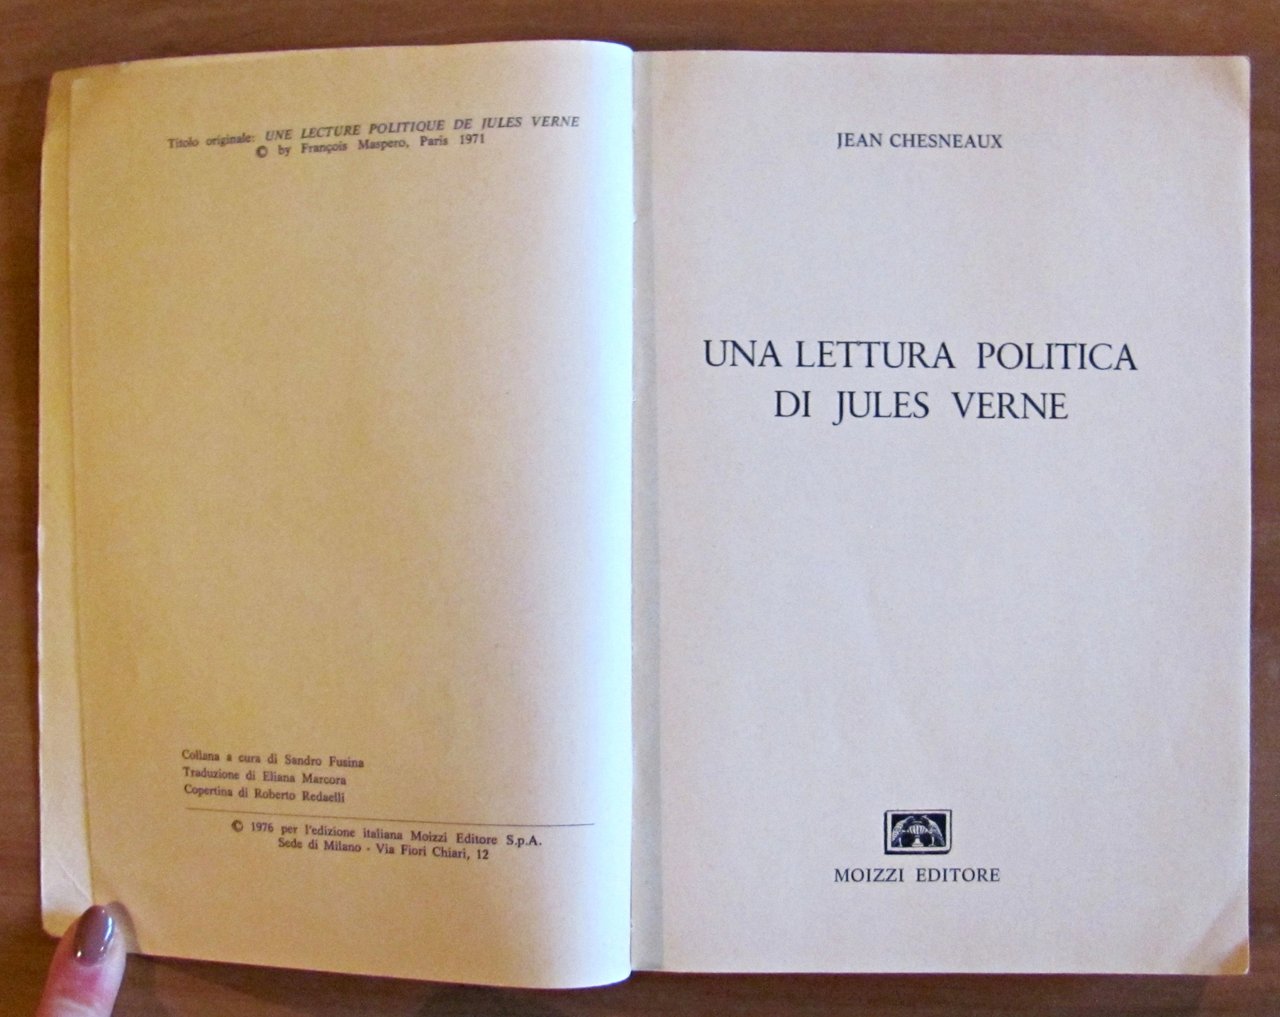 Titolo originale: UNE LECTURE POLITIQUE DE JULES VERNE
© by François Maspero, Paris 1971
Collana a cura di Sandro Fusina
Traduzione di Eliana Marcora
Copertina di Roberto Redaelli
© 1976 per l'edizione italiana Moizzi Editore S.p.A.
Sede di Milano - Via Fiori Chiari, 12
JEAN CHESNEAUX
UNA LETTURA POLITICA
DI JULES VERNE
MOIZZI EDITORE